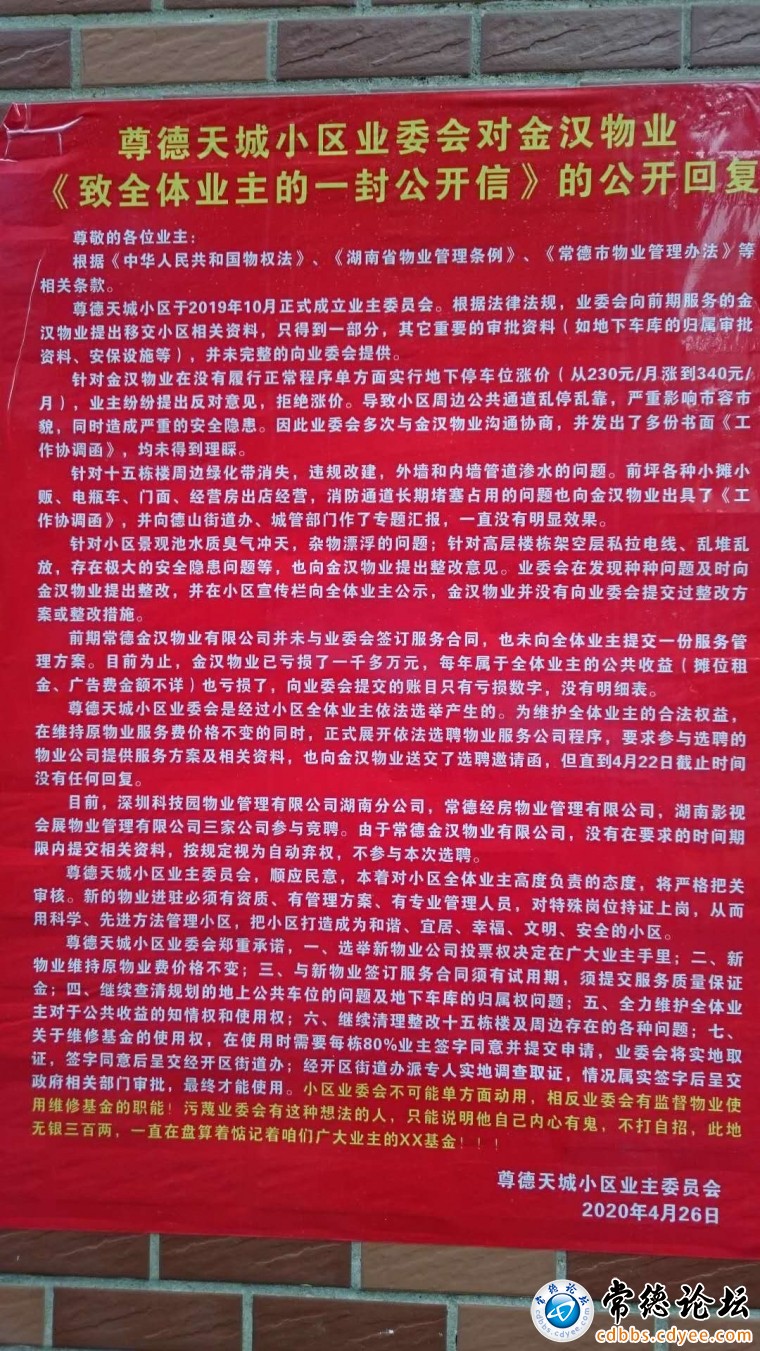 尊德天城小区业委会对金汉物业
《致全体业主的一封公开信》的公开回复
尊敬的各位业主：
根据《中华人民共和国物权法》、《湖南省物业管理条例》、《常德市物业管理办法》等
相关条款。
尊德天城小区于2019年10月正式成立业主委员会。根据法律法规，业委会向前期服务的金
汉物业提出移交小区相关资料，只得到一部分，其它重要的审批资料（如地下车库的归属审批
资料、安保设施等），并未完整的向业委会提供。
针对金汉物业在没有履行正常程序单方面实行地下停车位涨价（从230元/月涨到340元/
月），业主纷纷提出反对意见，拒绝涨价。导致小区周边公共通道乱停乱靠，严重影响市容市
貌，同时造成严重的安全隐患。因此业委会多次与金汉物业沟通协商，并发出了多份书面《工
作协调函》，均未得到理睬。
针对十五栋楼周边绿化带消失，违规改建，外墙和内墙管道渗水的问题。前坪各种小摊小
贩、电瓶车、门面、经营房出店经营，消防通道长期堵塞占用的问题也向金汉物业出具了《工
作协调函》，并向德山街道办、城管部门作了专题汇报，一直没有明显效果。
针对小区景观池水质臭气冲天，杂物漂浮的问题；针对高层楼栋架空层私拉电线、乱堆乱
放，存在极大的安全隐患问题等，也向金汉物业提出整改意见。业委会在发现种种问题及时向
金汉物业提出整改，并在小区宣传栏向全体业主公示，金汉物业并没有向业委会提交过整改方
案或整改措施。
前期常德金汉物业有限公司并未与业委会签订服务合同，也未向全体业主提交一份服务管
理方案。目前为止，金汉物业已亏损了一千多万元，每年属于全体业主的公共收益（摊位租
金、广告费金额不详）也亏损了，向业委会提交的账目只有亏损数字，没有明细表。
尊德天城小区业委会是经过小区全体业主依法选举产生的。为维护全体业主的合法权益，
在维持原物业服务费价格不变的同时，正式展开依法选聘物业服务公司程序，要求参与选聘的
物业公司提供服务方案及相关资料，也向金汉物业送交了选聘邀请函，但直到4月22日截止时间
没有任何回复。
目前，深圳科技园物业管理有限公司湖南分公司，常德经房物业管理有限公司，湖南影视
会展物业管理有限公司三家公司参与竞聘。由于常德金汉物业有限公司，没有在要求的时间期
限内提交相关资料，按规定视为自动弃权，不参与本次选聘。
尊德天城小区业主委员会，顺应民意，本着对小区全体业主高度负责的态度，将严格把关
审核。新的物业进驻必须有资质、有管理方案、有专业管理人员，对特殊岗位持证上岗，从而
用科学、先进方法管理小区，把小区打造成为和谐、宜居、幸福、文明、安全的小区。
尊德天城小区业委会郑重承诺，一、选举新物业公司投票权决定在广大业主手里；二、新
物业维持原物业费价格不变；三、与新物业签订服务合同须有试用期，须提交服务质量保证
金；四、继续查清规划的地上公共车位的问题及地下车库的归属权问题；五、全力维护全体业
主对于公共收益的知情权和使用权；六、继续清理整改十五栋楼及周边存在的各种问题；七、
关于维修基金的使用权，在使用时需要每栋80%业主签字同意并提交申请，业委会将实地取
证，签字同意后呈交经开区街道办；经开区街道办派专人实地调查取证，情况属实签字后呈交
政府相关部门审批，最终才能使用。小区业委会不可能单方面动用，相反业委会有监督物业使
用维修基金的职能！污蔑业委会有这种想法的人，只能说明他自己内心有鬼，不打自招，此地
无银三百两，一直在盘算着惦记着咱们广大业主的XX基金！！！
尊德天城小区业主委员会
2020年4月26日
常德论坛
cdbbs.cdyee.com